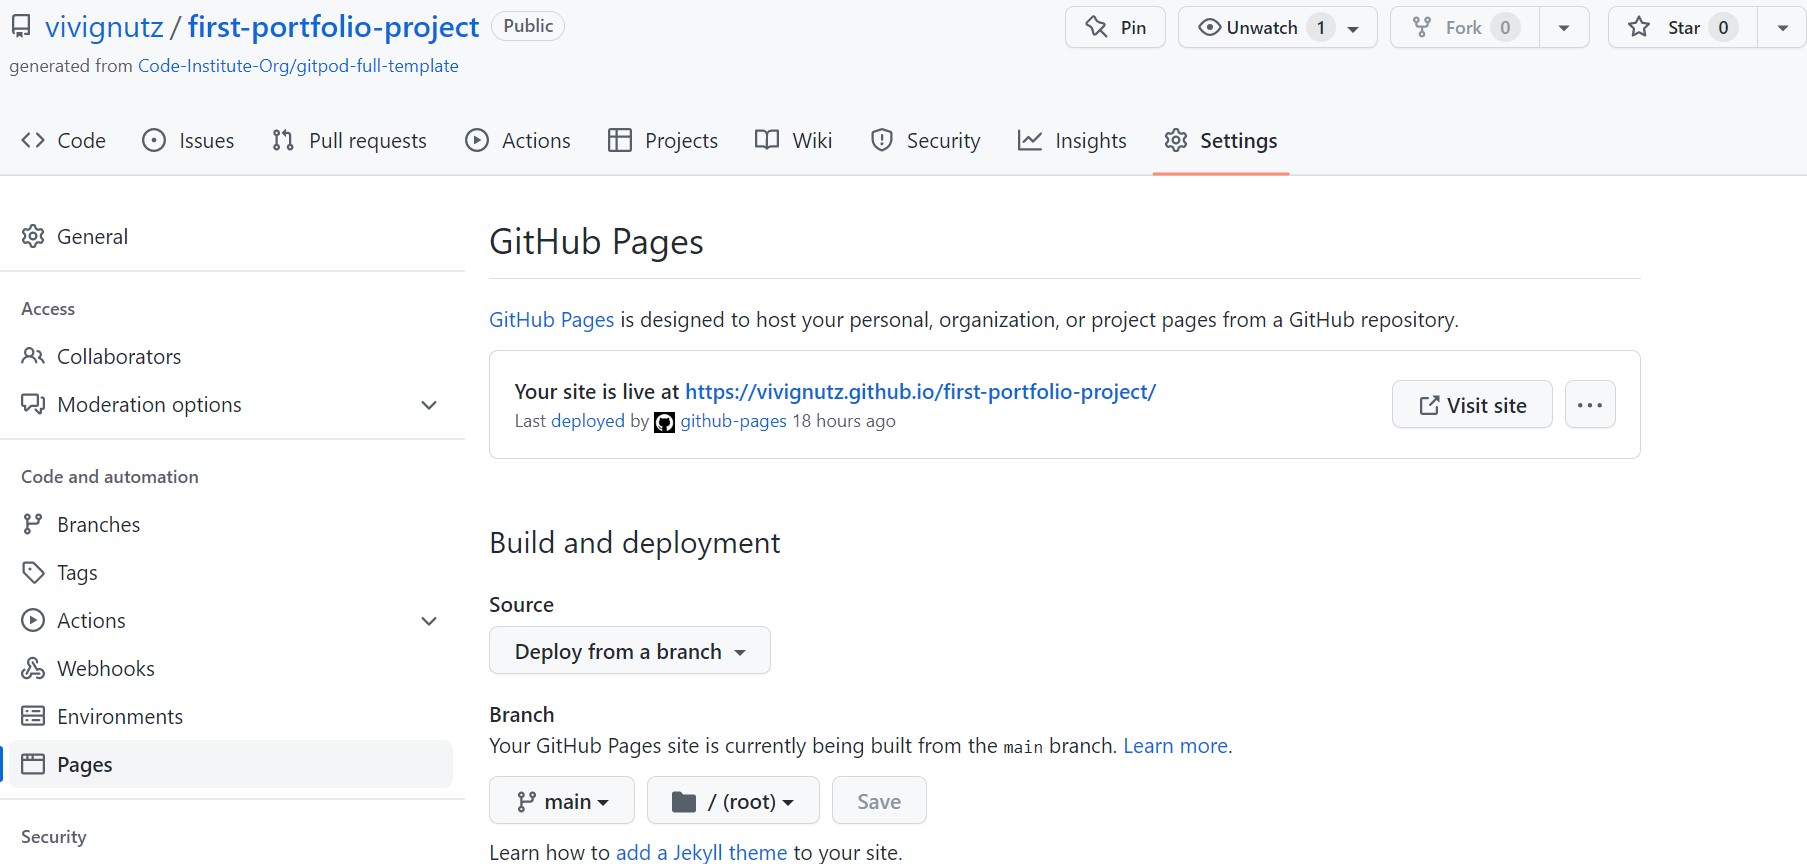 vivignutz / first-portfolio-project Public
Pin Unwatch 1 Fork 0 Star 0
generated from Code-Institute-Org/gitpod-full-template
Code Issues Pull requests Actions Projects Wiki Security Insights Settings
General
Access
Collaborators
Moderation options
Code and automation
Branches
Tags
Actions
Webhooks
Environments
Pages
Security
GitHub Pages
GitHub Pages is designed to host your personal, organization, or project pages from a GitHub repository.
Your site is live at https://vivignutz.github.io/first-portfolio-project/
Last deployed by github-pages 18 hours ago
Visit site
Build and deployment
Source
Deploy from a branch
Branch
Your GitHub Pages site is currently being built from the main branch. Learn more.
main / (root) Save
Learn how to add a Jekyll theme to your site.